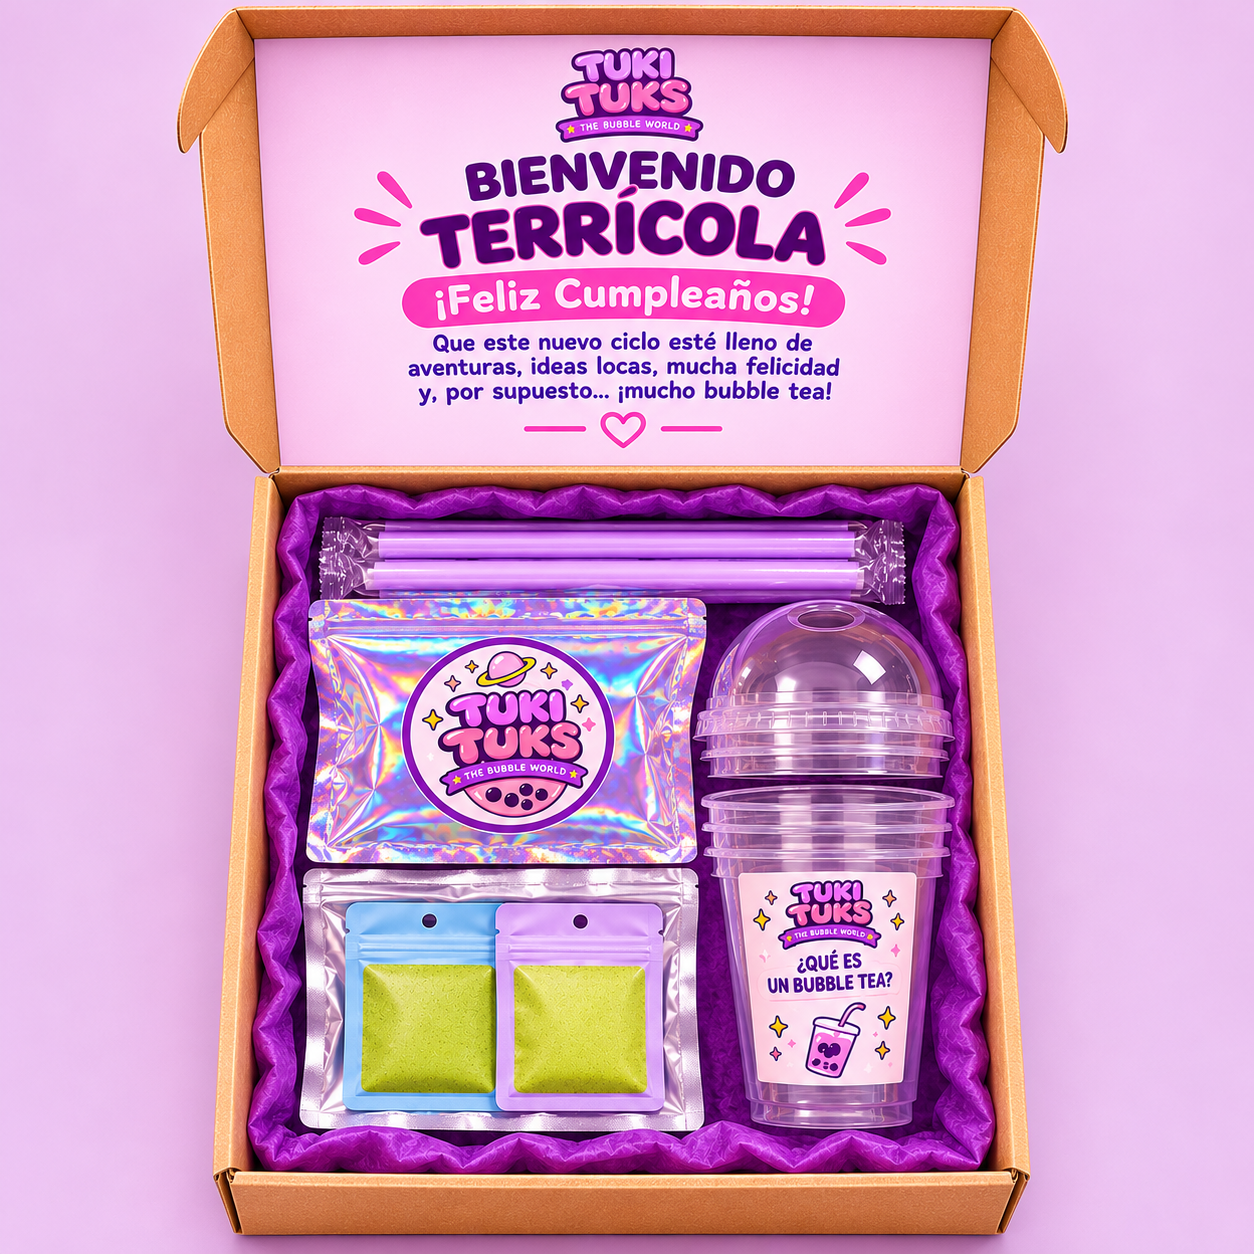 TUKI
TUKS
THE BUBBLE WORLD
BIENVENIDO
TERRÍCOLA
¡Feliz Cumpleaños!
Que este nuevo ciclo esté lleno de
aventuras, ideas locas, mucha felicidad
y, por supuesto... ¡mucho bubble tea!
TUKI
TUKS
THE BUBBLE WORLD
TUKI
TUKS
THE BUBBLE WORLD
¿QUÉ ES
UN BUBBLE TEA?